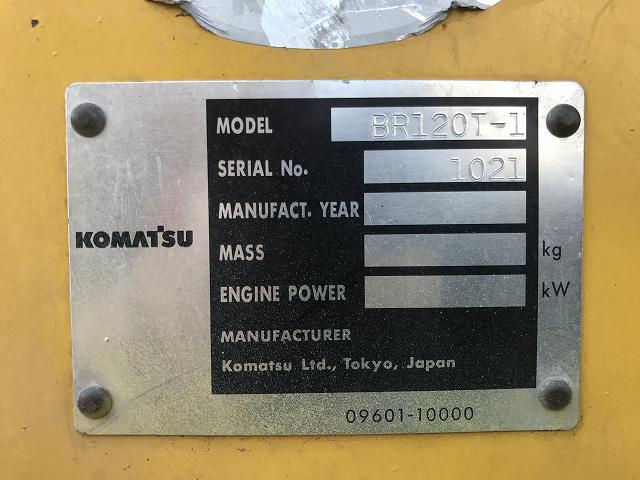 MODEL BR120T-1
SERIAL No. 1021
MANUFACT. YEAR
KOMATSU
MASS kg
ENGINE POWER kW
MANUFACTURER
Komatsu Ltd., Tokyo, Japan
09601-10000